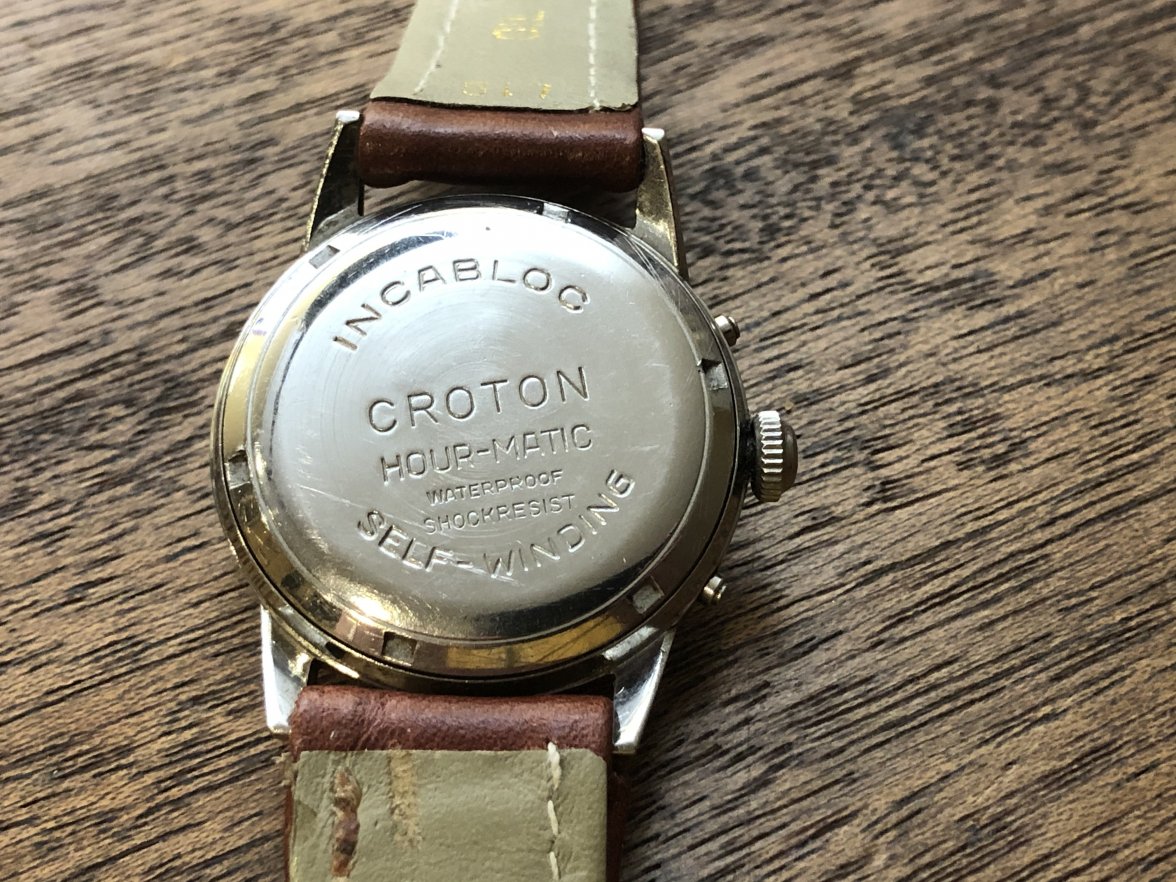 INCABLOC
CROTON
HOUR-MATIC
WATERPROOF
SHOCKRESIST
SELF-WINDING